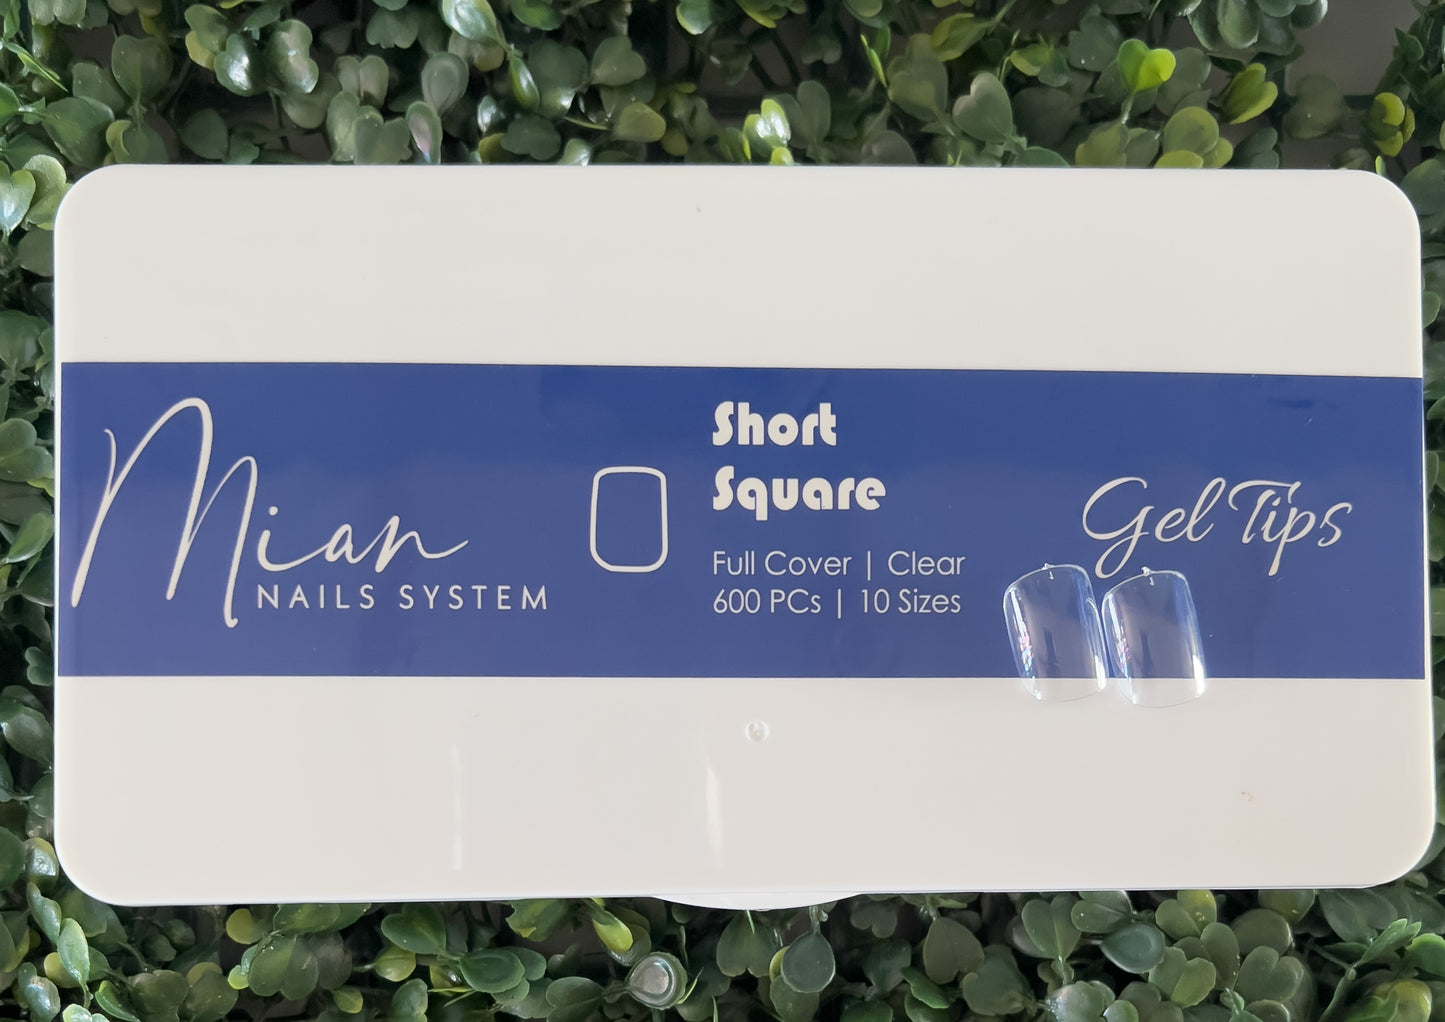 Mian
NAILS SYSTEM
Short
Square
Full Cover | Clear
600 PCs | 10 Sizes
Gel Tips